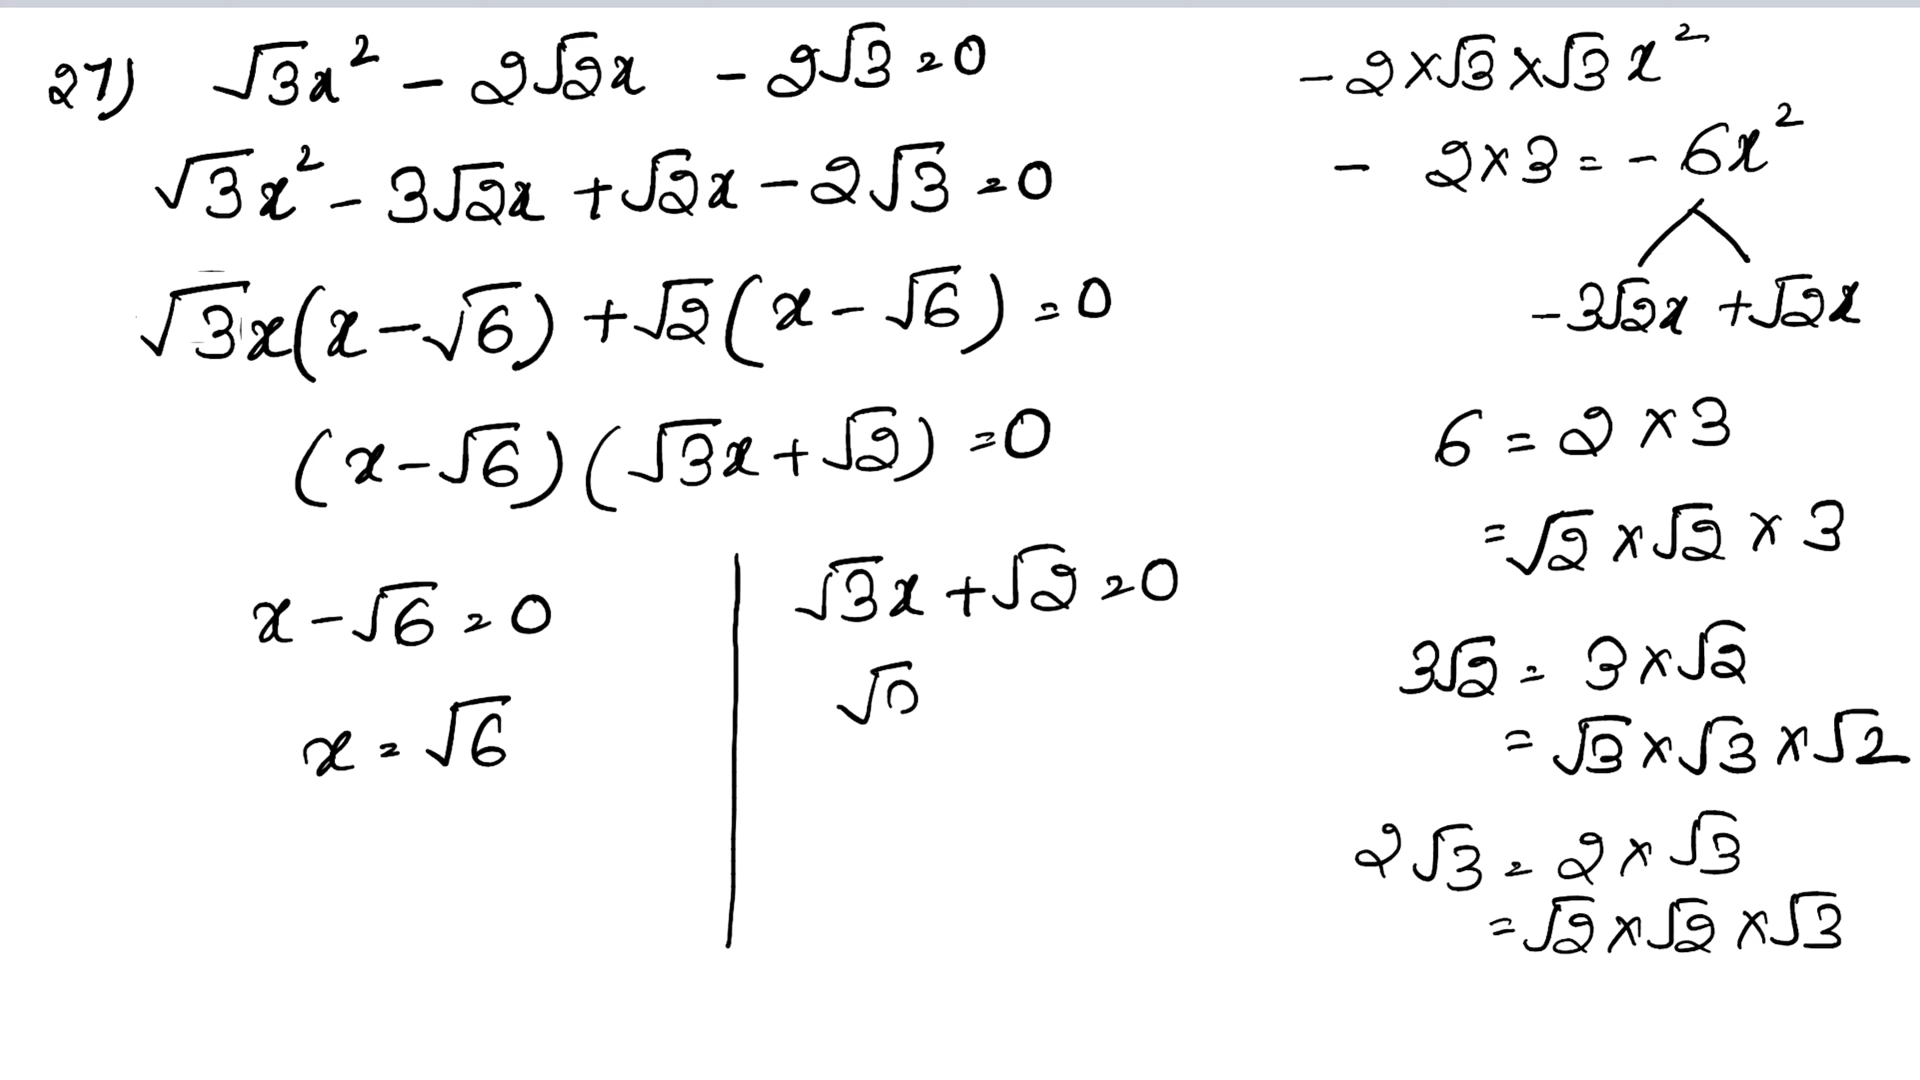 27) √3x² - 2√2x - 2√3 = 0
√3x² - 3√2x + √2x - 2√3 = 0
√3x(x - √6) + √2(x - √6) = 0
(x - √6)(√3x + √2) = 0
x - √6 = 0
x = √6
√3x + √2 = 0
√
- 2 × √3 × √3 x²
- 2 × 3 = - 6x²
- 3√2x + √2x
6 = 2 × 3
= √2 × √2 × 3
3√2 = 3 × √2
= √3 × √3 × √2
2√3 = 2 × √3
= √2 × √2 × √3